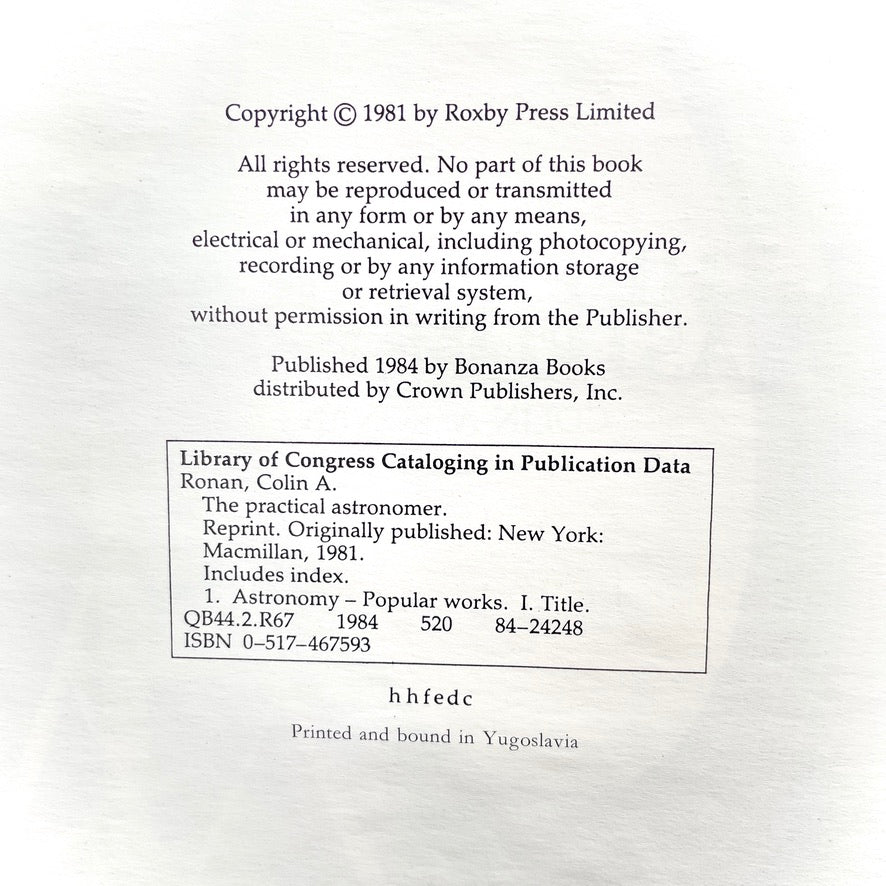 Copyright © 1981 by Roxby Press Limited
All rights reserved. No part of this book
may be reproduced or transmitted
in any form or by any means,
electrical or mechanical, including photocopying,
recording or by any information storage
or retrieval system,
without permission in writing from the Publisher.
Published 1984 by Bonanza Books
distributed by Crown Publishers, Inc.
Library of Congress Cataloging in Publication Data
Ronan, Colin A.
The practical astronomer.
Reprint. Originally published: New York:
Macmillan, 1981.
Includes index.
1. Astronomy – Popular works. I. Title.
QB44.2.R67 1984 520 84–24248
ISBN 0–517–467593
h h f e d c
Printed and bound in Yugoslavia